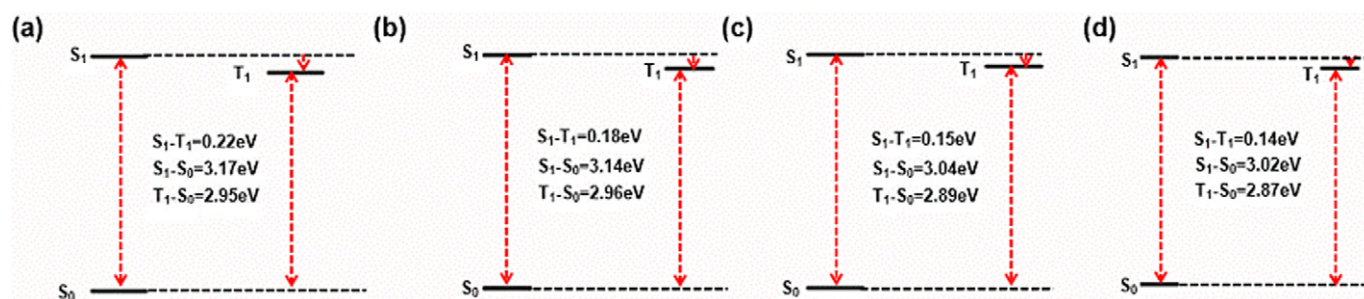 (a)
S₁
T₁
S₁-T₁=0.22eV
S₁-S₀=3.17eV
T₁-S₀=2.95eV
S₀
(b)
S₁
T₁
S₁-T₁=0.18eV
S₁-S₀=3.14eV
T₁-S₀=2.96eV
S₀
(c)
S₁
T₁
S₁-T₁=0.15eV
S₁-S₀=3.04eV
T₁-S₀=2.89eV
S₀
(d)
S₁
T₁
S₁-T₁=0.14eV
S₁-S₀=3.02eV
T₁-S₀=2.87eV
S₀